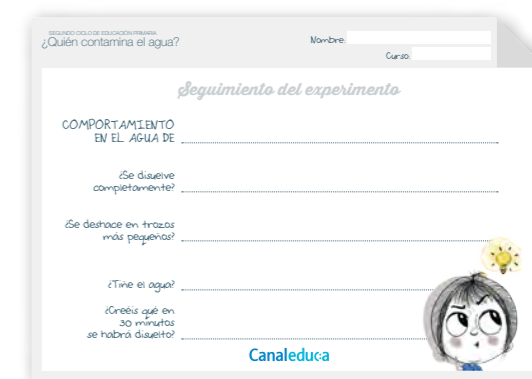 SEGUNDO CICLO DE EDUCACIÓN PRIMARIA
¿Quién contamina el agua?
Nombre:
Curso:
Seguimiento del experimento
COMPORTAMIENTO
EN EL AGUA DE
¿Se disuelve
completamente?
¿Se deshace en trozos
más pequeños?
¿Tiñe el agua?
¿Creéis qué en
30 minutos
se habrá disuelto?
Canaleduca